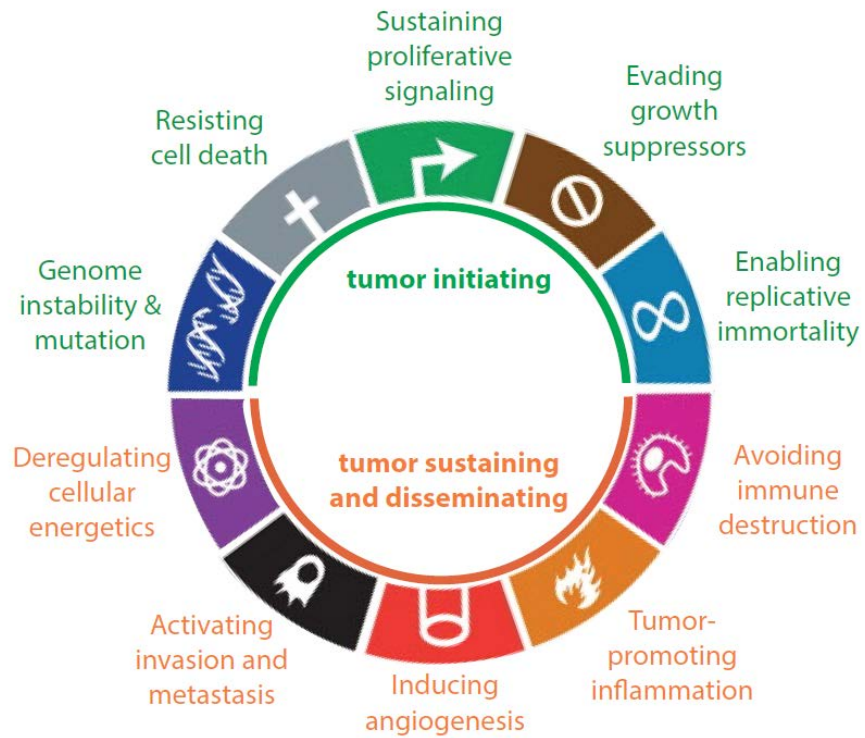 Sustaining
proliferative
signaling
Evading
growth
suppressors
Resisting
cell death
Enabling
replicative
immortality
Genome
instability &
mutation
tumor initiating
tumor sustaining
and disseminating
Deregulating
cellular
energetics
Avoiding
immune
destruction
Activating
invasion and
metastasis
Inducing
angiogenesis
Tumor-
promoting
inflammation